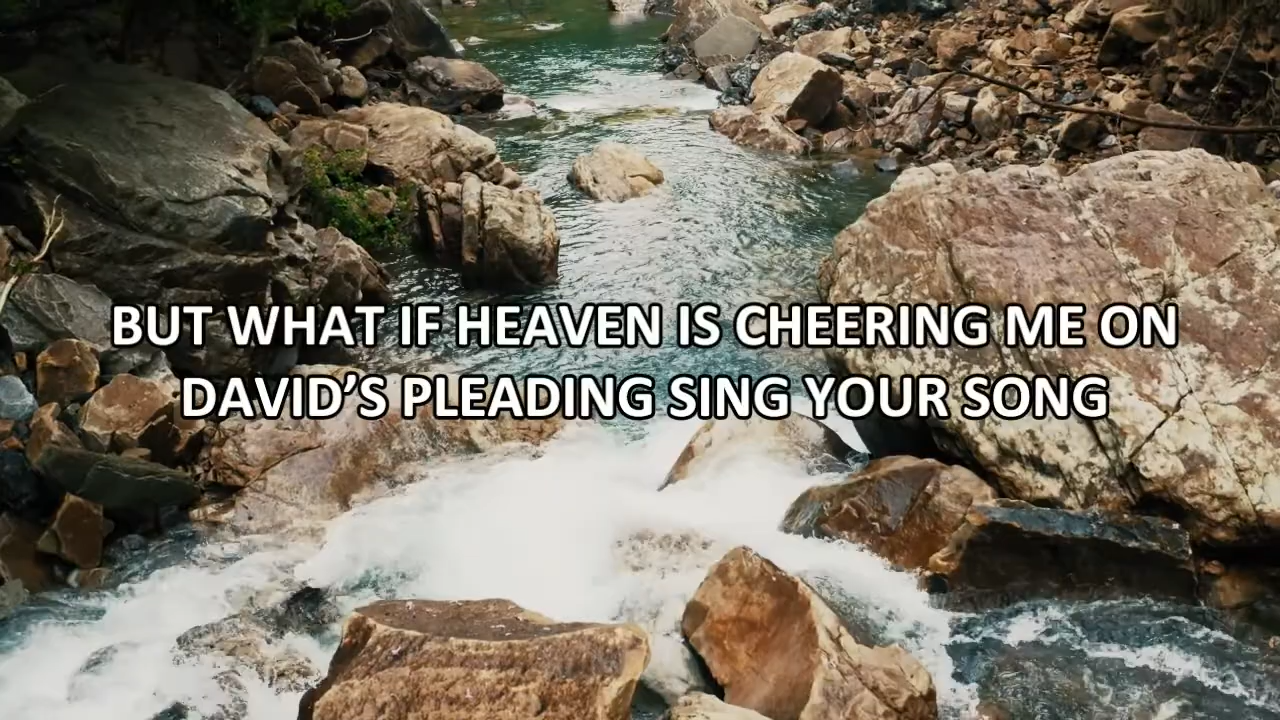 BUT WHAT IF HEAVEN IS CHEERING ME ON
DAVID’S PLEADING SING YOUR SONG